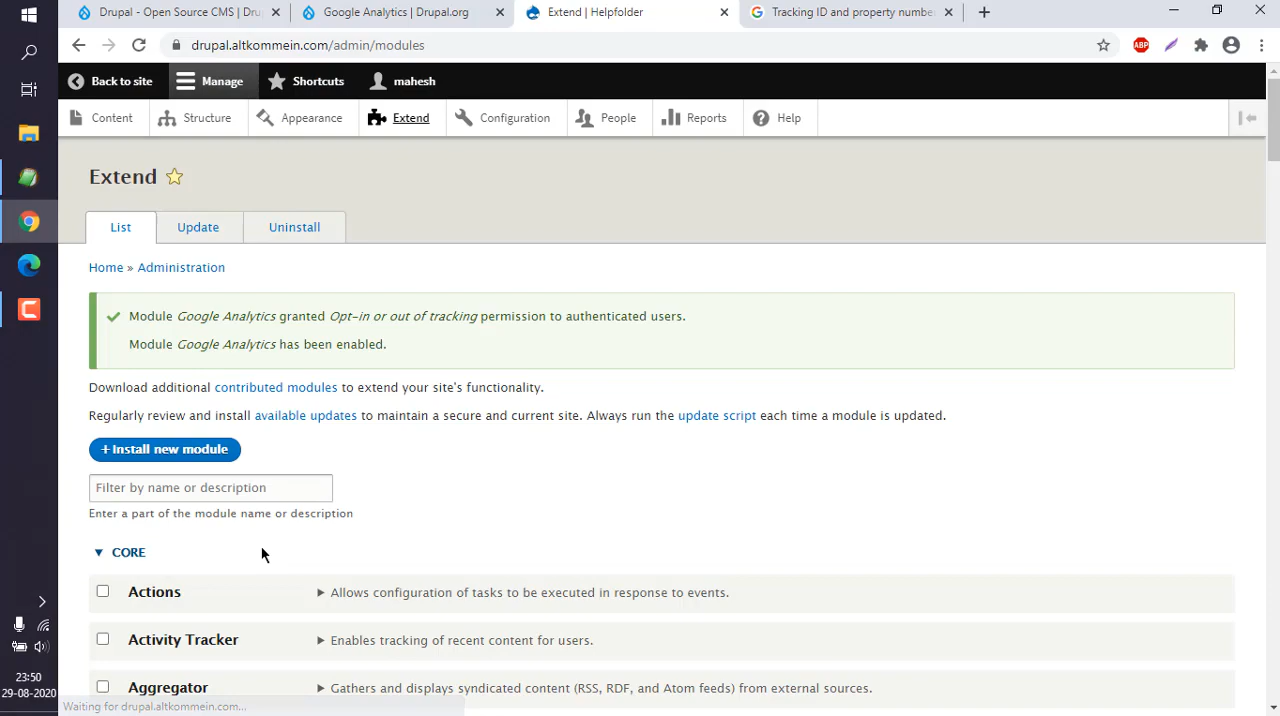 Drupal - Open Source CMS | Dru
Google Analytics | Drupal.org
Extend | Helpfolder
Tracking ID and property numbe
drupal.altkommein.com/admin/modules
ABP
Back to site
Manage
Shortcuts
mahesh
Content
Structure
Appearance
Extend
Configuration
People
Reports
Help
Extend
List
Update
Uninstall
Home » Administration
Module Google Analytics granted Opt-in or out of tracking permission to authenticated users.
Module Google Analytics has been enabled.
Download additional contributed modules to extend your site's functionality.
Regularly review and install available updates to maintain a secure and current site. Always run the update script each time a module is updated.
+ Install new module
Filter by name or description
Enter a part of the module name or description
▼ CORE
Actions ▶ Allows configuration of tasks to be executed in response to events.
Activity Tracker ▶ Enables tracking of recent content for users.
Aggregator ▶ Gathers and displays syndicated content (RSS, RDF, and Atom feeds) from external sources.
Waiting for drupal.altkommein.com...
23:50
29-08-2020